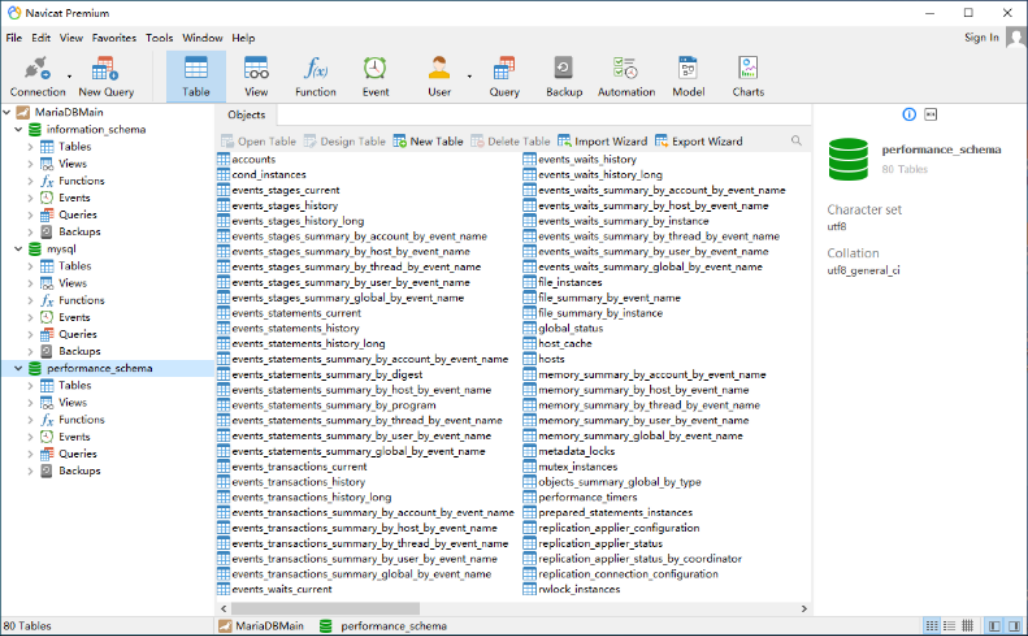 Navicat Premium
File Edit View Favorites Tools Window Help
Sign In
Connection New Query Table View Function Event User Query Backup Automation Model Charts
MariaDBMain
information_schema
Tables
Views
Functions
Events
Queries
Backups
mysql
Tables
Views
Functions
Events
Queries
Backups
performance_schema
Tables
Views
Functions
Events
Queries
Backups
Objects
Open Table Design Table New Table Delete Table Import Wizard Export Wizard
accounts
cond_instances
events_stages_current
events_stages_history
events_stages_history_long
events_stages_summary_by_account_by_event_name
events_stages_summary_by_host_by_event_name
events_stages_summary_by_thread_by_event_name
events_stages_summary_by_user_by_event_name
events_stages_summary_global_by_event_name
events_statements_current
events_statements_history
events_statements_history_long
events_statements_summary_by_account_by_event_name
events_statements_summary_by_digest
events_statements_summary_by_host_by_event_name
events_statements_summary_by_program
events_statements_summary_by_thread_by_event_name
events_statements_summary_by_user_by_event_name
events_statements_summary_global_by_event_name
events_transactions_current
events_transactions_history
events_transactions_history_long
events_transactions_summary_by_account_by_event_name
events_transactions_summary_by_host_by_event_name
events_transactions_summary_by_thread_by_event_name
events_transactions_summary_by_user_by_event_name
events_transactions_summary_global_by_event_name
events_waits_current
events_waits_history
events_waits_history_long
events_waits_summary_by_account_by_event_name
events_waits_summary_by_host_by_event_name
events_waits_summary_by_instance
events_waits_summary_by_thread_by_event_name
events_waits_summary_by_user_by_event_name
events_waits_summary_global_by_event_name
file_instances
file_summary_by_event_name
file_summary_by_instance
global_status
host_cache
hosts
memory_summary_by_account_by_event_name
memory_summary_by_host_by_event_name
memory_summary_by_thread_by_event_name
memory_summary_by_user_by_event_name
memory_summary_global_by_event_name
metadata_locks
mutex_instances
objects_summary_global_by_type
performance_timers
prepared_statements_instances
replication_applier_configuration
replication_applier_status
replication_applier_status_by_coordinator
replication_connection_configuration
rwlock_instances
performance_schema
80 Tables
Character set
utf8
Collation
utf8_general_ci
80 Tables
MariaDBMain performance_schema